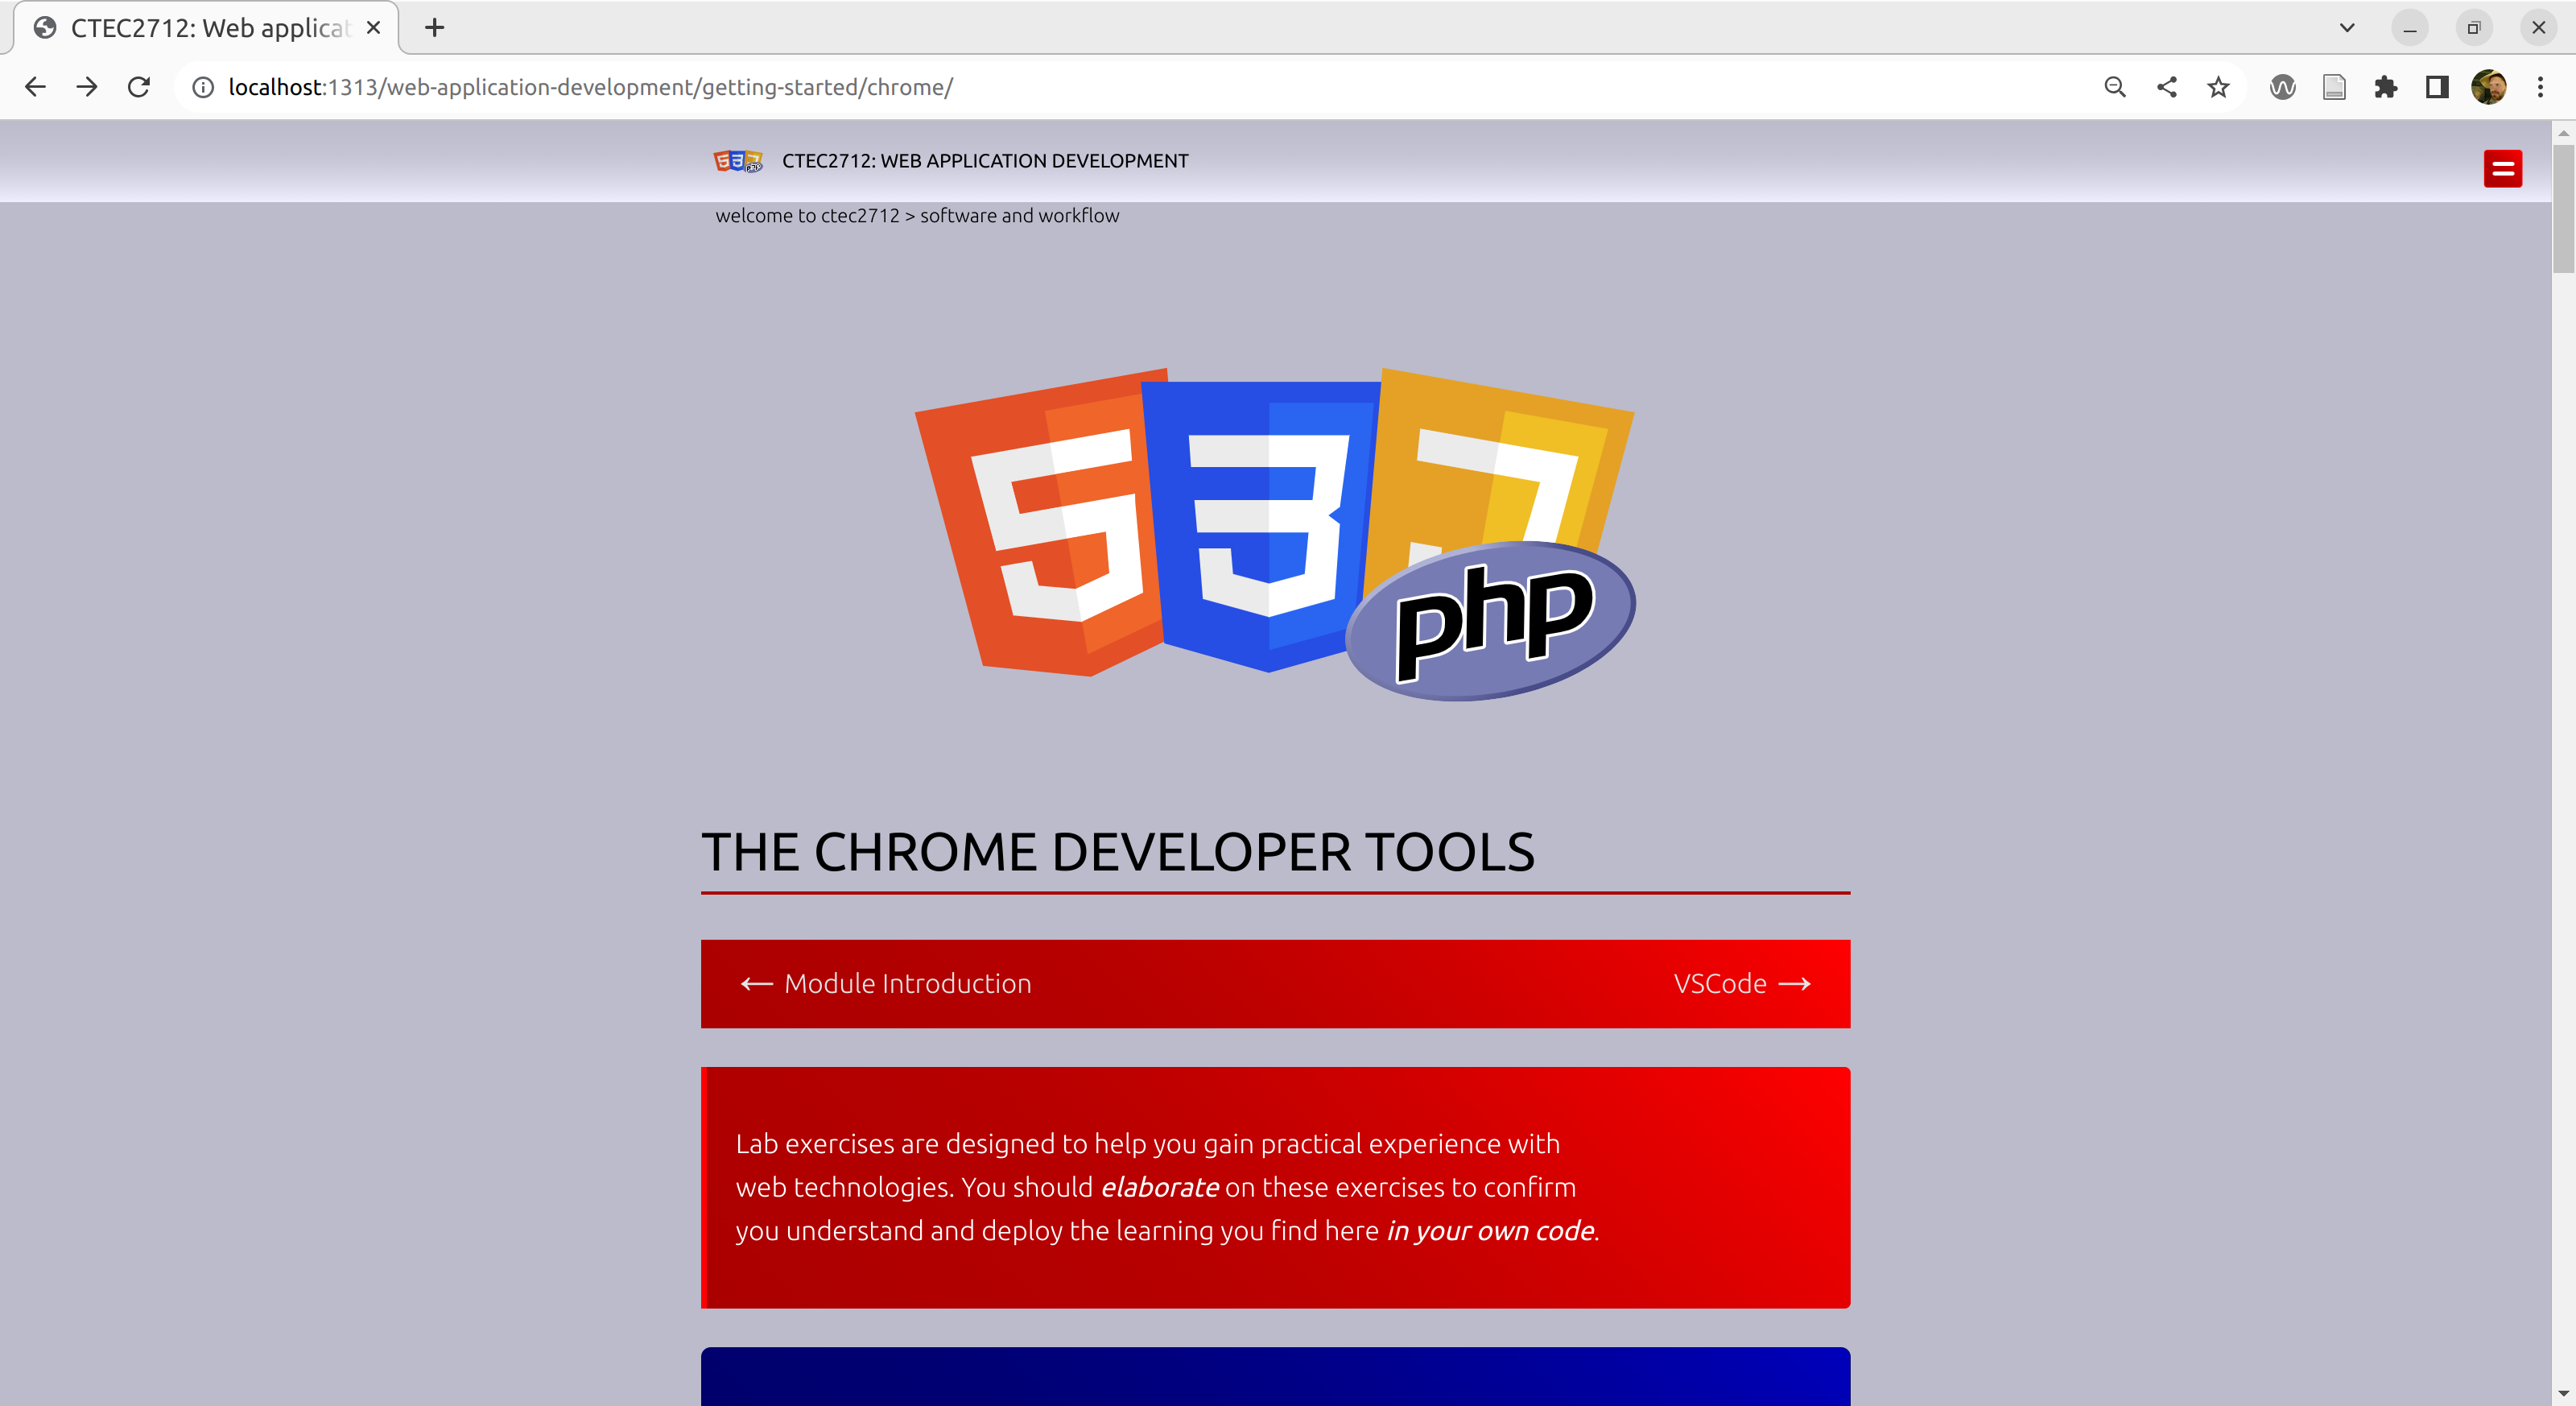 CTEC2712: Web applicat
localhost:1313/web-application-development/getting-started/chrome/
CTEC2712: WEB APPLICATION DEVELOPMENT
welcome to ctec2712 > software and workflow
5 3
php
THE CHROME DEVELOPER TOOLS
← Module Introduction
VSCode →
Lab exercises are designed to help you gain practical experience with
web technologies. You should elaborate on these exercises to confirm
you understand and deploy the learning you find here in your own code.